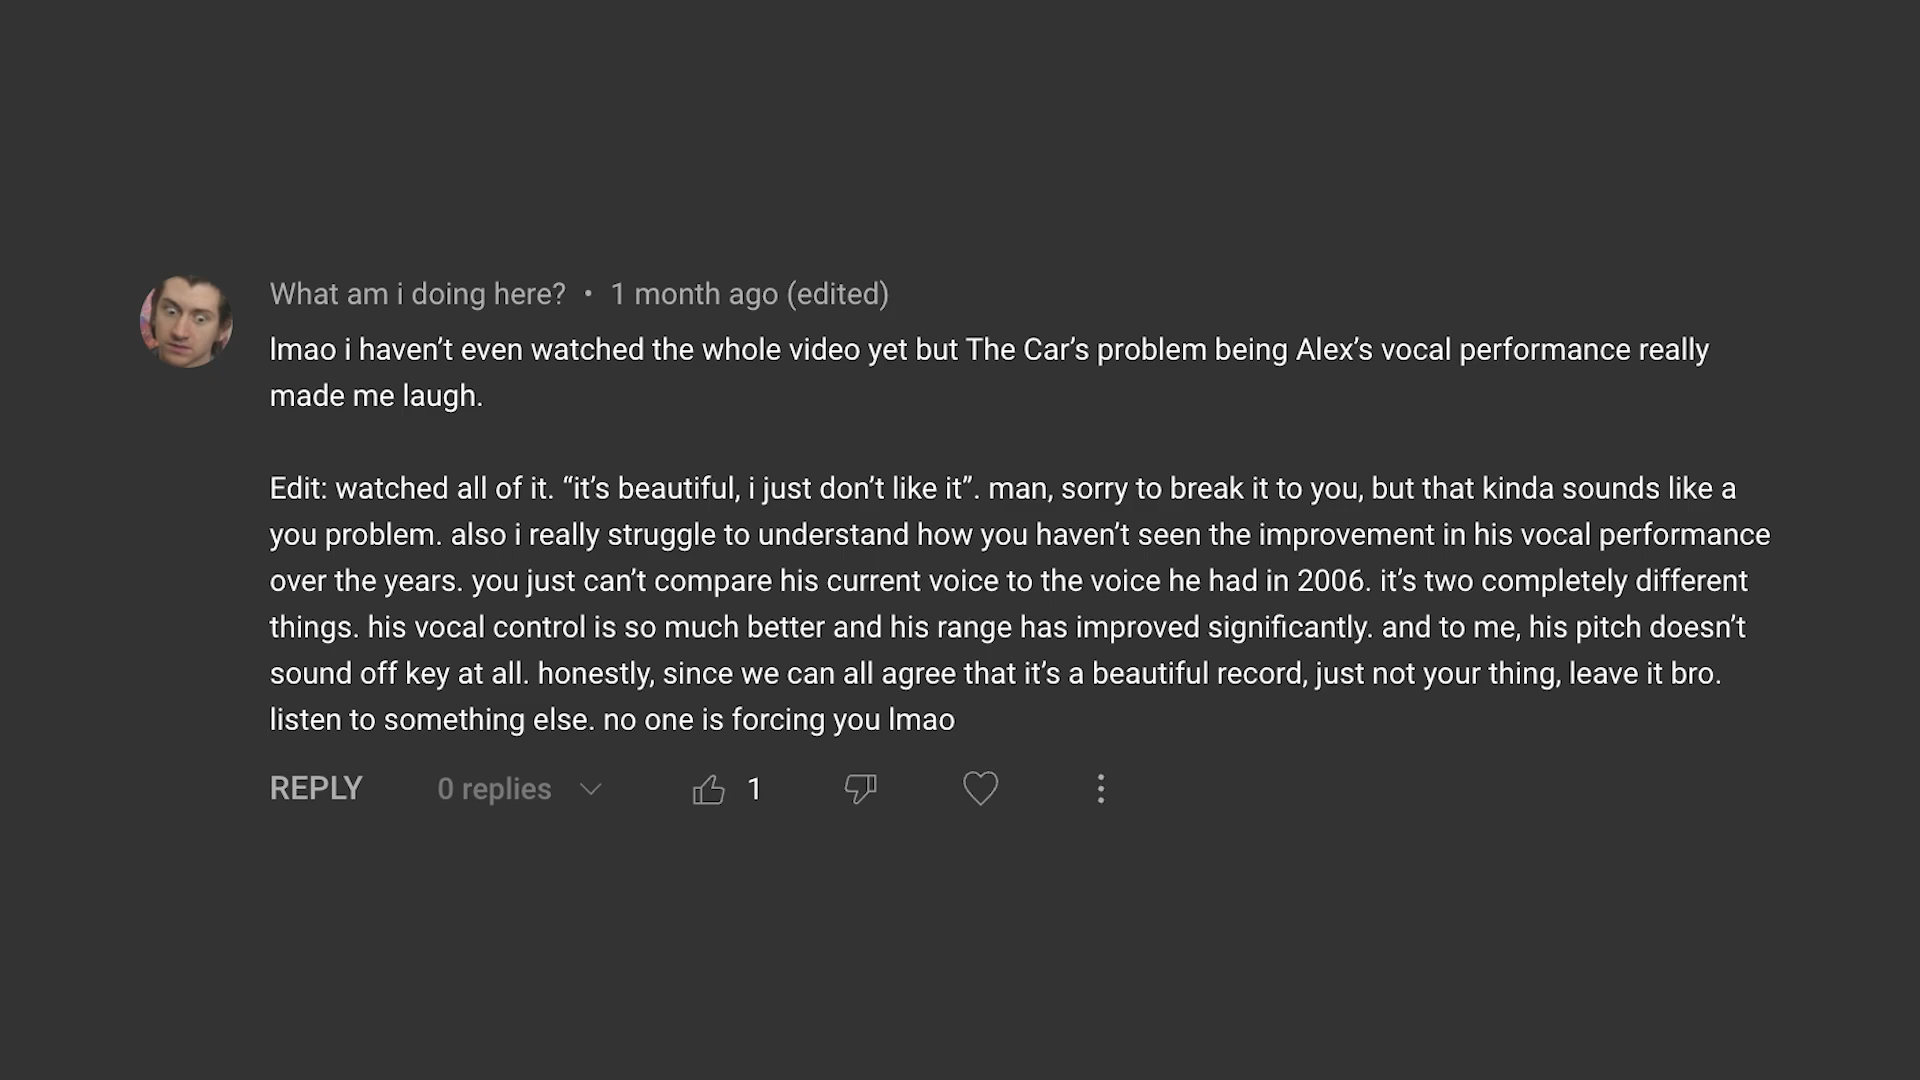 What am i doing here? • 1 month ago (edited)
lmao i haven’t even watched the whole video yet but The Car’s problem being Alex’s vocal performance really
made me laugh.
Edit: watched all of it. “it’s beautiful, i just don’t like it”. man, sorry to break it to you, but that kinda sounds like a
you problem. also i really struggle to understand how you haven’t seen the improvement in his vocal performance
over the years. you just can’t compare his current voice to the voice he had in 2006. it’s two completely different
things. his vocal control is so much better and his range has improved significantly. and to me, his pitch doesn’t
sound off key at all. honestly, since we can all agree that it’s a beautiful record, just not your thing, leave it bro.
listen to something else. no one is forcing you lmao
REPLY 0 replies 1